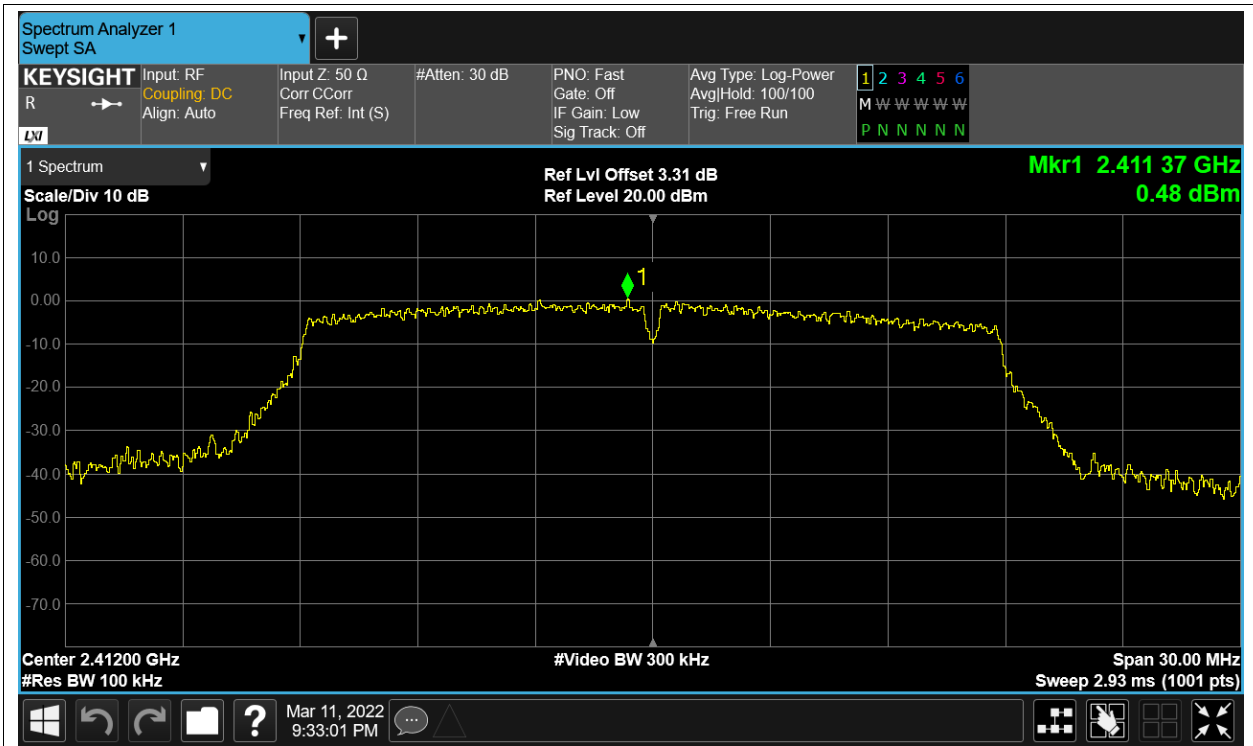 Spectrum Analyzer 1
Swept SA
+
KEYSIGHT
R
LXI
Input: RF
Coupling: DC
Align: Auto
Input Z: 50 Ω
Corr CCorr
Freq Ref: Int (S)
#Atten: 30 dB
PNO: Fast
Gate: Off
IF Gain: Low
Sig Track: Off
Avg Type: Log-Power
Avg|Hold: 100/100
Trig: Free Run
1 2 3 4 5 6
M W W W W W
P N N N N N
1 Spectrum
Scale/Div 10 dB
Ref Lvl Offset 3.31 dB
Ref Level 20.00 dBm
Mkr1 2.411 37 GHz
0.48 dBm
Log
10.0
0.00
-10.0
-20.0
-30.0
-40.0
-50.0
-60.0
-70.0
1
Center 2.41200 GHz
#Res BW 100 kHz
#Video BW 300 kHz
Span 30.00 MHz
Sweep 2.93 ms (1001 pts)
?
Mar 11, 2022
9:33:01 PM